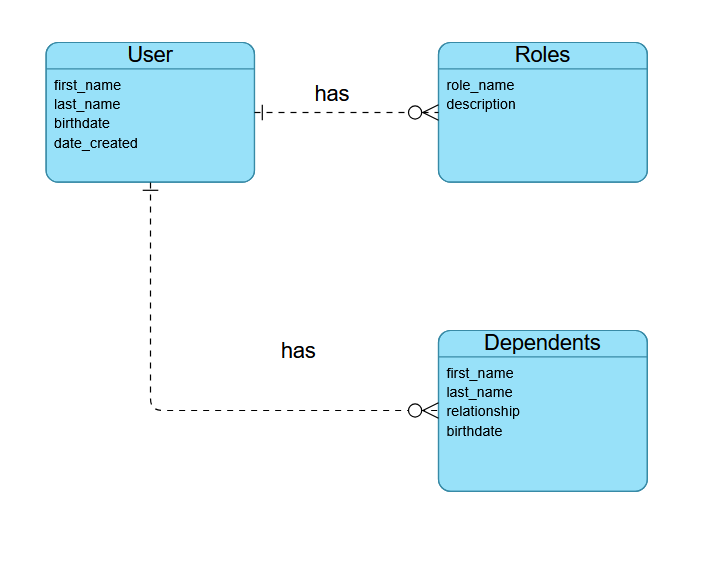 User
first_name
last_name
birthdate
date_created
has
Roles
role_name
description
has
Dependents
first_name
last_name
relationship
birthdate